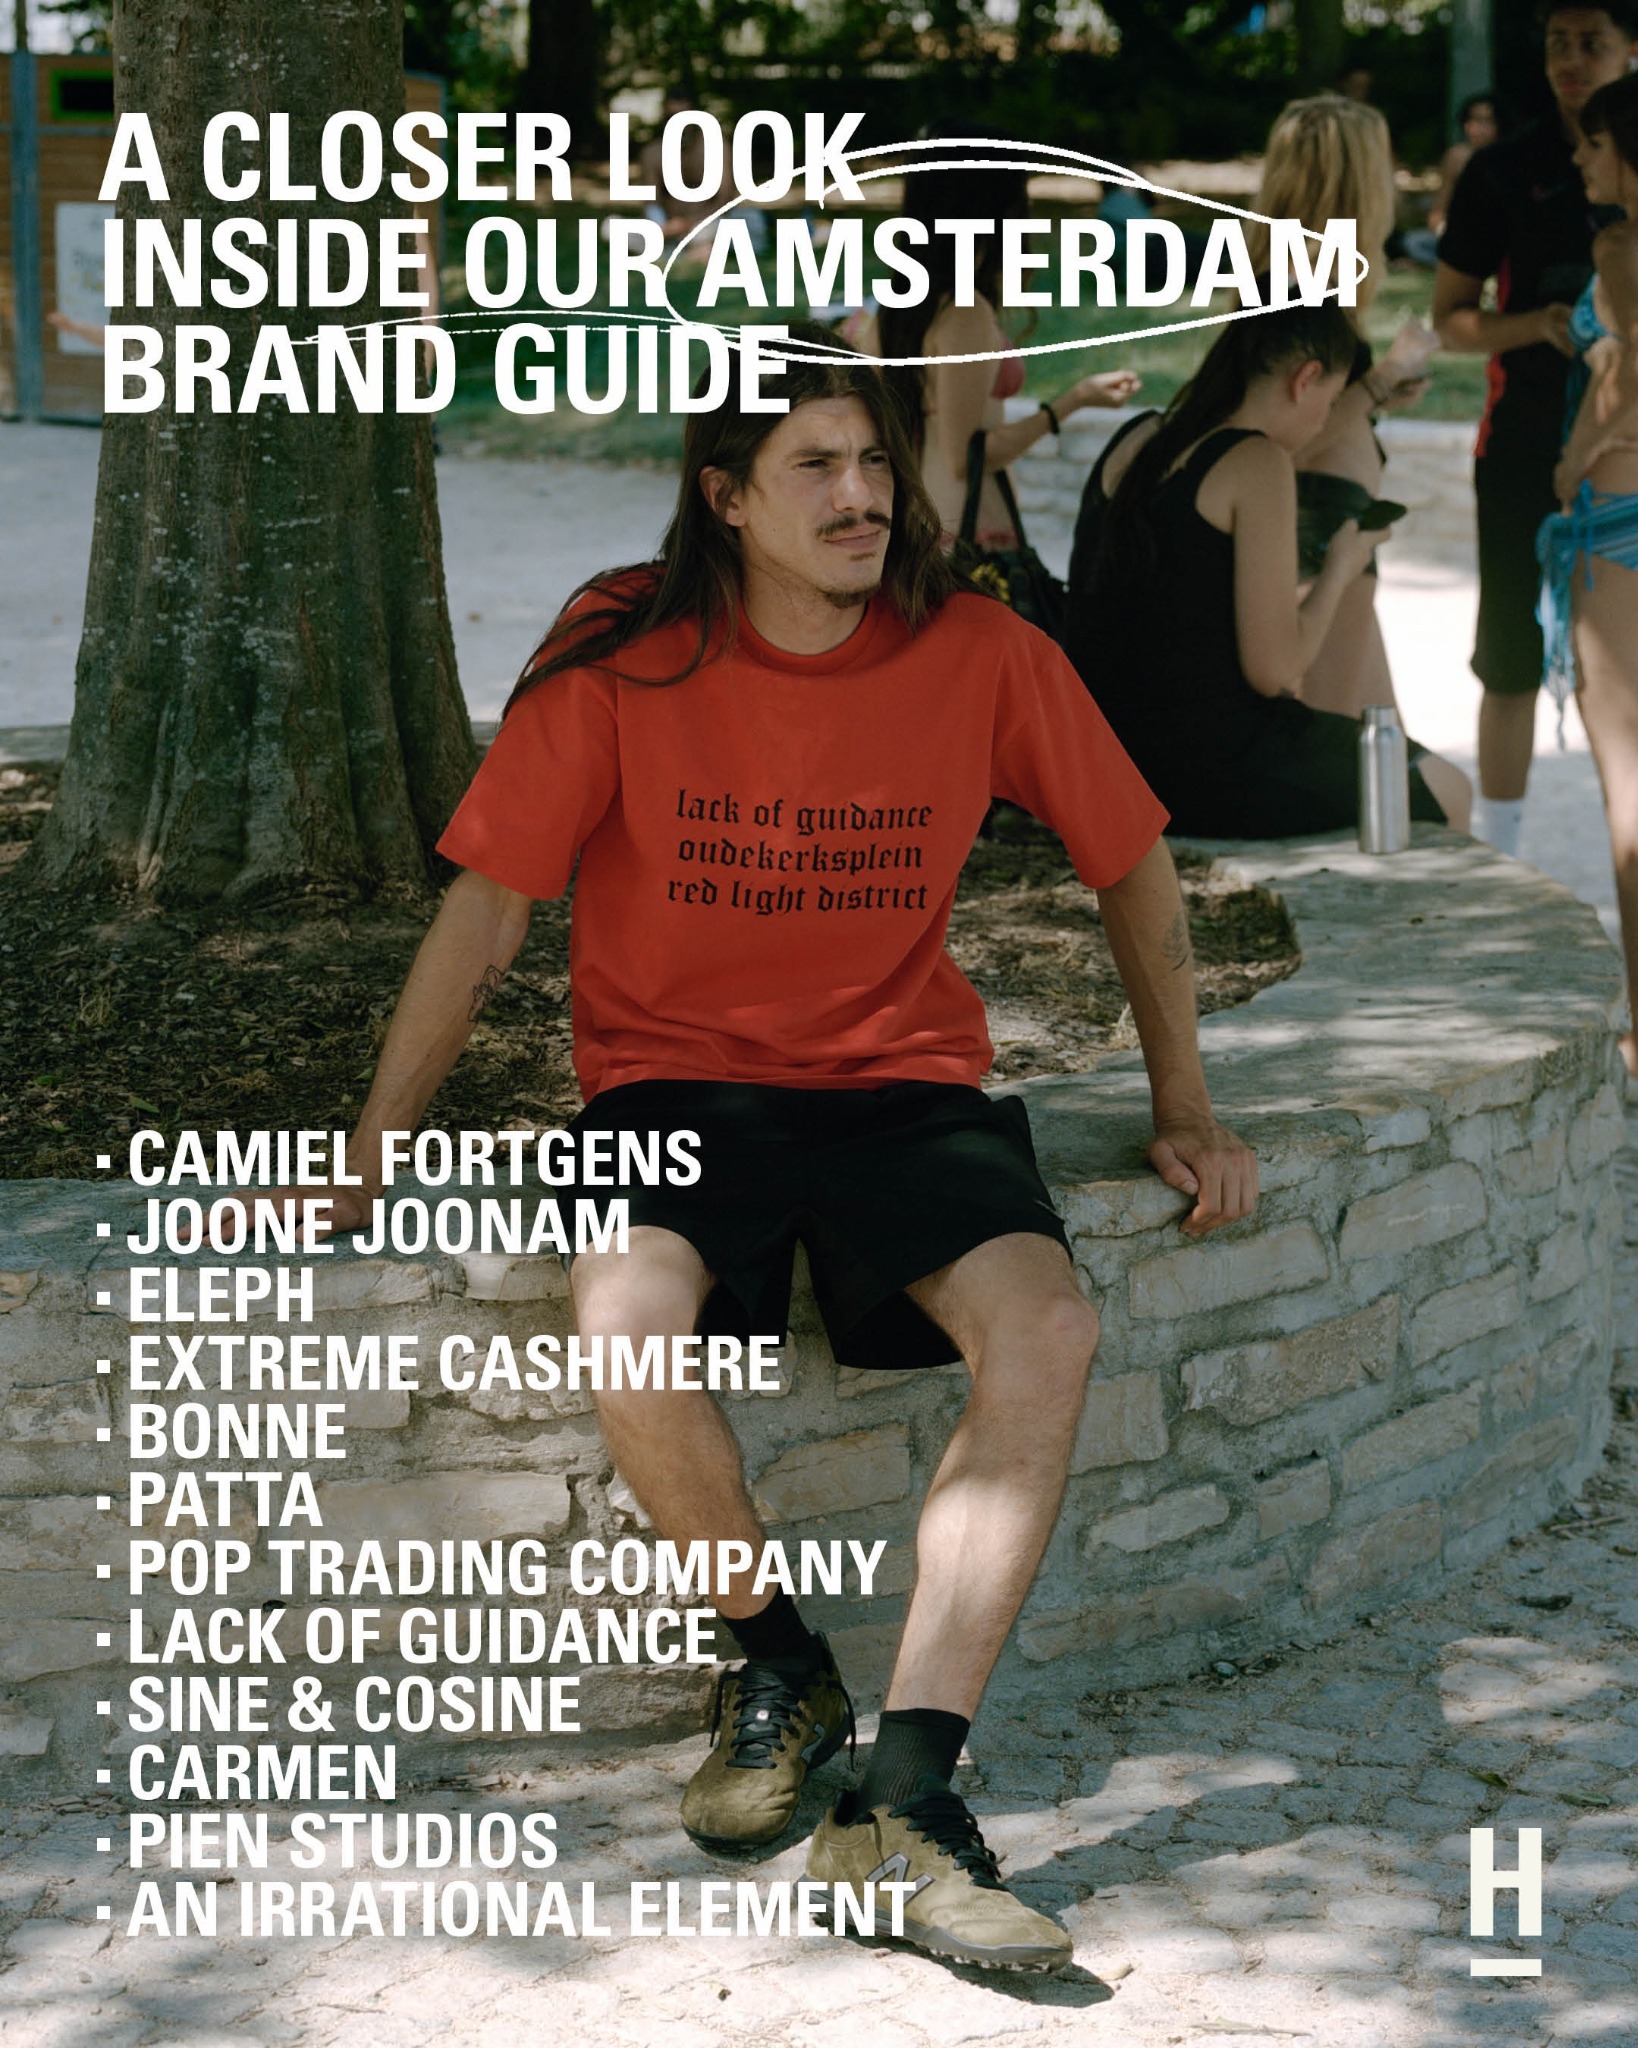 A CLOSER LOOK
INSIDE OUR AMSTERDAM
BRAND GUIDE
lack of guidance
oudekerksplein
red light district
· CAMIEL FORTGENS
· JOONE JOONAM
· ELEPH
· EXTREME CASHMERE
· BONNE
· PATTA
· POP TRADING COMPANY
· LACK OF GUIDANCE
· SINE & COSINE
· CARMEN
· PIEN STUDIOS
· AN IRRATIONAL ELEMENT
H